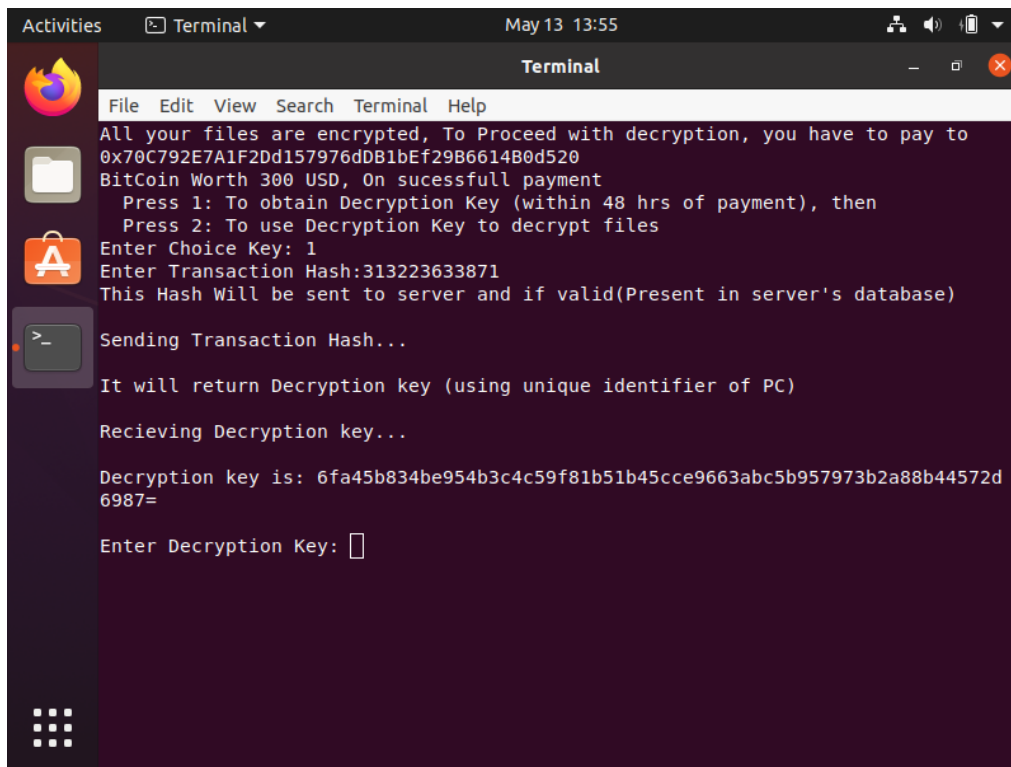 Activities
Terminal
May 13 13:55
Terminal
File Edit View Search Terminal Help
All your files are encrypted, To Proceed with decryption, you have to pay to
0x70C792E7A1F2Dd157976dDB1bEf29B6614B0d520
BitCoin Worth 300 USD, On sucessfull payment
Press 1: To obtain Decryption Key (within 48 hrs of payment), then
Press 2: To use Decryption Key to decrypt files
Enter Choice Key: 1
Enter Transaction Hash:313223633871
This Hash Will be sent to server and if valid(Present in server's database)
Sending Transaction Hash...
It will return Decryption key (using unique identifier of PC)
Recieving Decryption key...
Decryption key is: 6fa45b834be954b3c4c59f81b51b45cce9663abc5b957973b2a88b44572d
6987=
Enter Decryption Key: